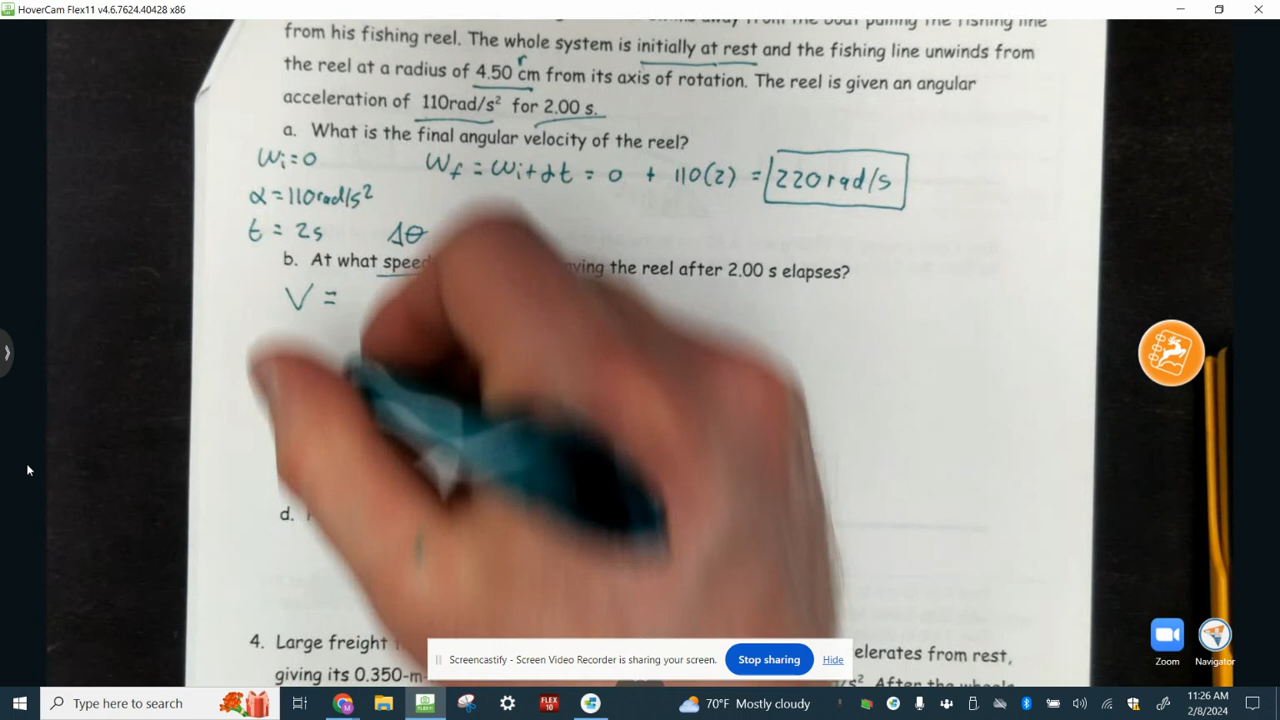 HoverCam Flex11 v4.6.7624.40428 x86
from his fishing reel. The whole system is initially at rest and the fishing line unwinds from
r
the reel at a radius of 4.50 cm from its axis of rotation. The reel is given an angular
acceleration of 110rad/s² for 2.00 s.
a. What is the final angular velocity of the reel?
ωi = 0
ωf = ωi + αt = 0 + 110(2) = 220 rad/s
α = 110 rad/s²
t = 2s Δθ
b. At what the reel after 2.00 s elapses?
V =
d.
4. Large freight elerates from rest,
giving its 0.350-m
Screencastify - Screen Video Recorder is sharing your screen. Stop sharing Hide
Zoom Navigator
Type here to search
FLEX 10
70°F Mostly cloudy
11:26 AM
2/8/2024